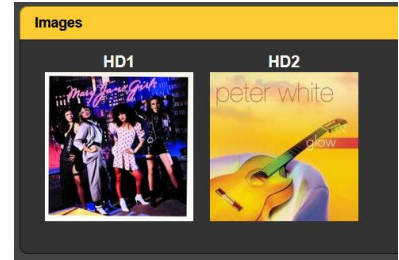 Images
HD1
HD2
Mary Jane Girls
peter white
glow